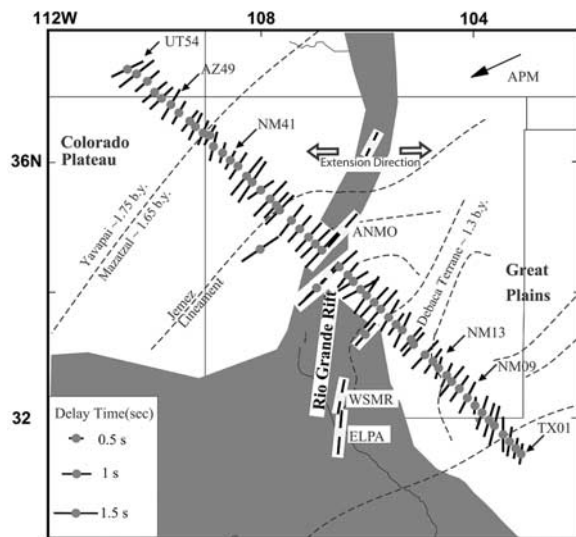 112W
108
104
UT54
AZ49
APM
NM41
Colorado
Plateau
36N
Extension Direction
Yavapai ~1.75 b.y.
Mazatzal ~1.65 b.y.
ANMO
Jemez
Lineament
Debaca Terrane ~ 1.3 b.y.
Great
Plains
Rio Grande Rift
NM13
NM09
WSMR
ELPA
TX01
32
Delay Time(sec)
0.5 s
1 s
1.5 s